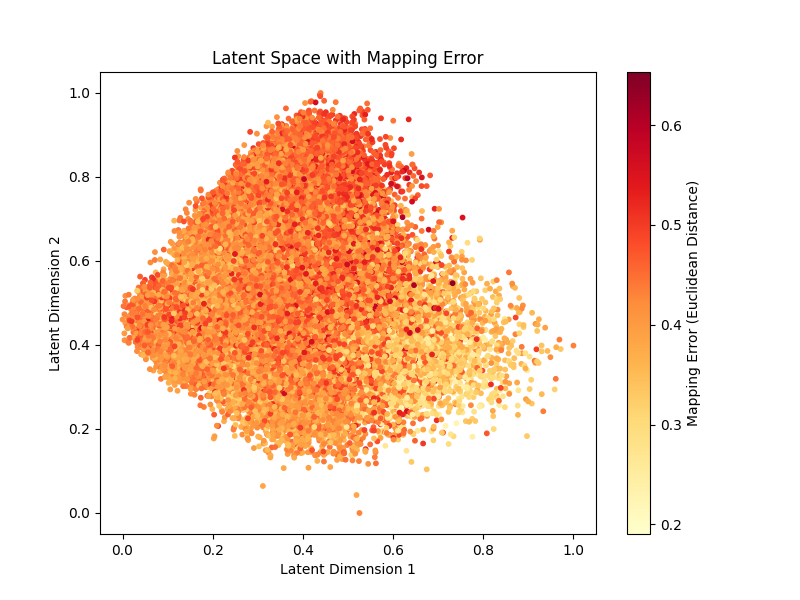 Latent Space with Mapping Error
1.0
0.8
0.6
0.4
0.2
0.0
Latent Dimension 2
0.0 0.2 0.4 0.6 0.8 1.0
Latent Dimension 1
0.6
0.5
0.4
0.3
0.2
Mapping Error (Euclidean Distance)